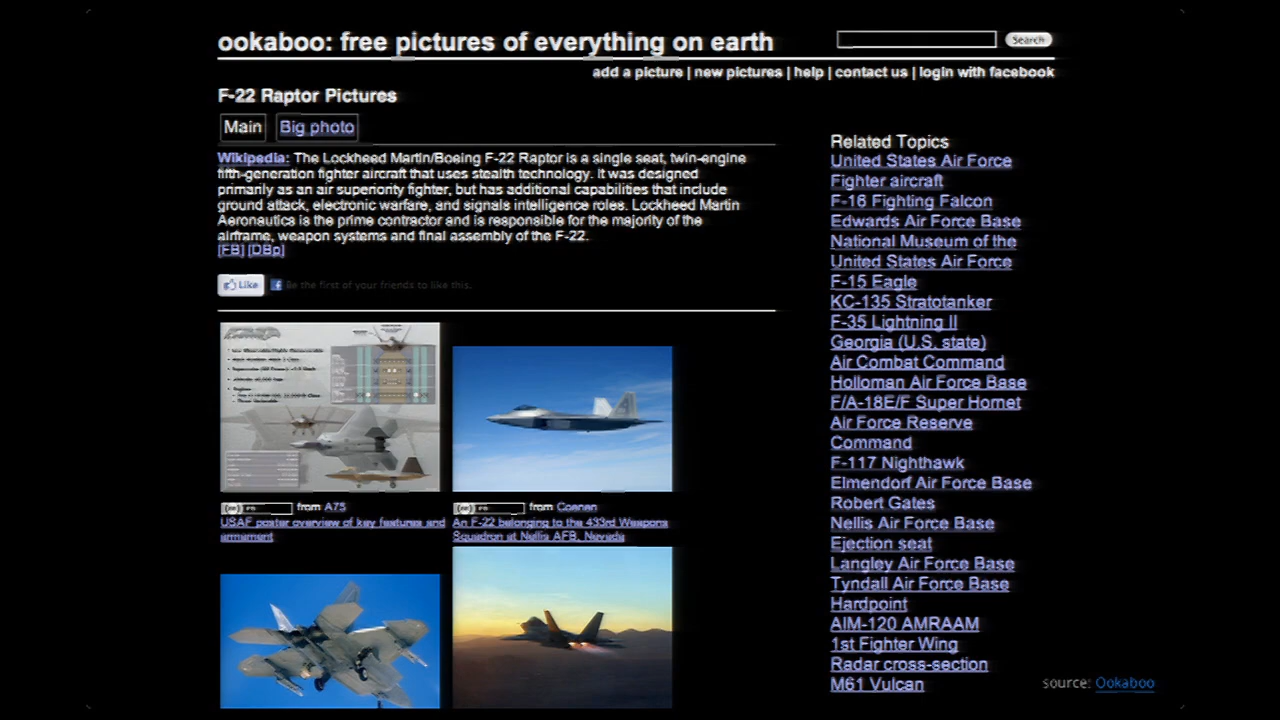 ookaboo: free pictures of everything on earth
Search
add a picture | new pictures | help | contact us | login with facebook
F-22 Raptor Pictures
Main Big photo
Wikipedia: The Lockheed Martin/Boeing F-22 Raptor is a single seat, twin-engine
fifth-generation fighter aircraft that uses stealth technology. It was designed
primarily as an air superiority fighter, but has additional capabilities that include
ground attack, electronic warfare, and signals intelligence roles. Lockheed Martin
Aeronautics is the prime contractor and is responsible for the majority of the
airframe, weapon systems and final assembly of the F-22.
[FB] [DBp]
Like Be the first of your friends to like this.
from A75
USAF poster overview of key features and
armament
from Coenen
An F-22 belonging to the 433rd Weapons
Squadron at Nellis AFB, Nevada
Related Topics
United States Air Force
Fighter aircraft
F-16 Fighting Falcon
Edwards Air Force Base
National Museum of the
United States Air Force
F-15 Eagle
KC-135 Stratotanker
F-35 Lightning II
Georgia (U.S. state)
Air Combat Command
Holloman Air Force Base
F/A-18E/F Super Hornet
Air Force Reserve
Command
F-117 Nighthawk
Elmendorf Air Force Base
Robert Gates
Nellis Air Force Base
Ejection seat
Langley Air Force Base
Tyndall Air Force Base
Hardpoint
AIM-120 AMRAAM
1st Fighter Wing
Radar cross-section
M61 Vulcan
source: Ookaboo